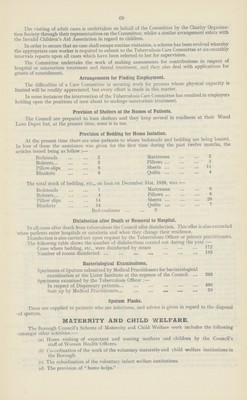 69
The visiting of adult cases is undertaken on behalf of the Committee by the Charity Organisa-
tion Society through their representation on the Committee, whilst a similar arrangement exists with
the Invalid Children's Aid Association in regard to children.
In order to ensure that no case shall escape routine visitation, a scheme has been evolved whereby
the appropriate case worker is required to submit to the Tuberculosis Care Committee at six-monthly
intervals reports upon all cases which have been referred to her for supervision.
The Committee undertakes the work of making assessments for contributions in respect of
hospital or sanatorium treatment and dental treatment, and they also deal with applications for
grants of nourishment.
Arrangements for Finding Employment.
The difficulties of a Care Committee in securing work for persons whose physical capacity is
limited will be readily appreciated, but every effort is made in this matter.
In some instances the intervention of the Tuberculosis Care Committee has resulted in employers
holding open the positions of men about to undergo sanatorium treatment.
Provision of Shelters at the Homes of Patients.
The Council are prepared to loan shelters and they keep several in readiness at their Wood
Lane Depot but, at the present time, none is in use.
Provision of Bedding for Home Isolation.
At the present time there are nine patients to whom bedsteads and bedding are being loaned.
In four of these the assistance was given for the first time during the past twelve months, the
articles issued being as follow:—
Bedsteads ... 2 Mattresses ... 2
Bolsters... ... 2 Pillows ...
Pillow slips ... Sheets ...
Blankets ... Quilts ...
The total stock of bedding, etc., on loan on December 31st, 1938, was:—
Bedsteads ... Mattresses ...
Bolsters... ... Pillows ...
Pillow slips ... 14 Sheets ...
Blankets ... 14 Quilts ...
Bed-cushions ... 2
Disinfection after Death or Removal to Hospital.
In all cases after death from tuberculosis the Council offer disinfection. This offer is also extended
when patients enter hospitals or sanatoria and when they change their residence.
Disinfection is also carried out upon request by the Tuberculosis Officer or private practitioners.
The following table shows the number of disinfections carried out during the year:—
Cases where bedding, etc., were disinfected by steam ... 172
Number of rooms disinfected ...
Bacteriological Examinations.
Specimens of Sputum submitted by Medical Practitioners for bacteriological
examination at the Lister Institute at the expense of the Council ...
Specimens examined by the Tuberculosis Officer:—
In respect of Dispensary patients...
Sent up by Medical Practitioners...
Sputum Flasks.
These are supplied to patients who are infectious, and advice is given in regard to the disposal
of sputum.
MATERNITY AND CHILD WELFARE.
The Borough Council's Scheme of Maternity and Child Welfare work includes the following
amongst other schemes:—
(a) Home visiting of expectant and nursing mothers and children by the Council's
staff of Women Health Officers.
(b) Co-ordination of the work of the voluntary maternity and child welfare institutions in
the Borough.
(c) The subsidisation of the voluntary infant welfare institutions.
(d) The provision of "home helps."